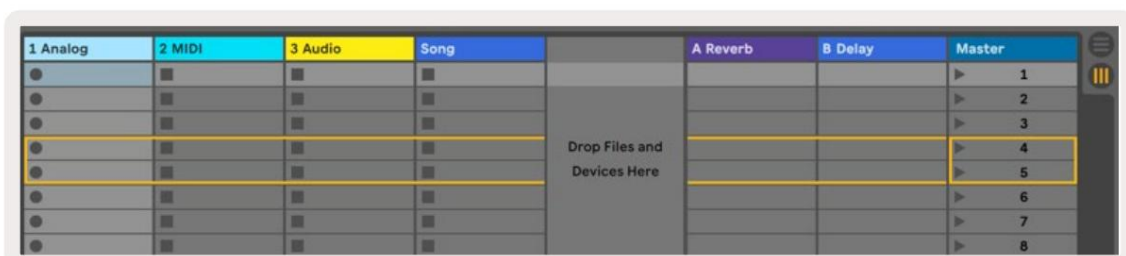 1 Analog 2 MIDI 3 Audio Song A Reverb B Delay Master
1
2
3
Drop Files and 4
Devices Here 5
6
7
8